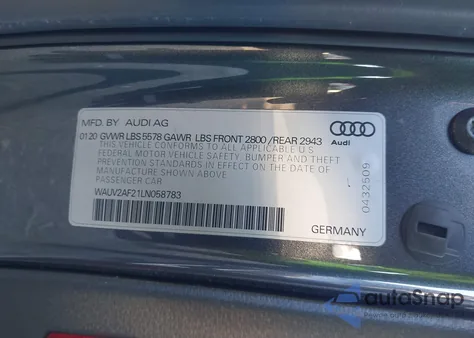 MFD. BY AUDI AG
01 20 GVWR LBS 5578 GAWR LBS FRONT 2800 / REAR 2943
THIS VEHICLE CONFORMS TO ALL APPLICABLE U.S.
FEDERAL MOTOR VEHICLE SAFETY, BUMPER AND THEFT
PREVENTION STANDARDS IN EFFECT ON THE DATE OF
MANUFACTURE SHOWN ABOVE
PASSENGER CAR
WAUV2AF21LN058783
Audi
0432509
GERMANY
autoSnap